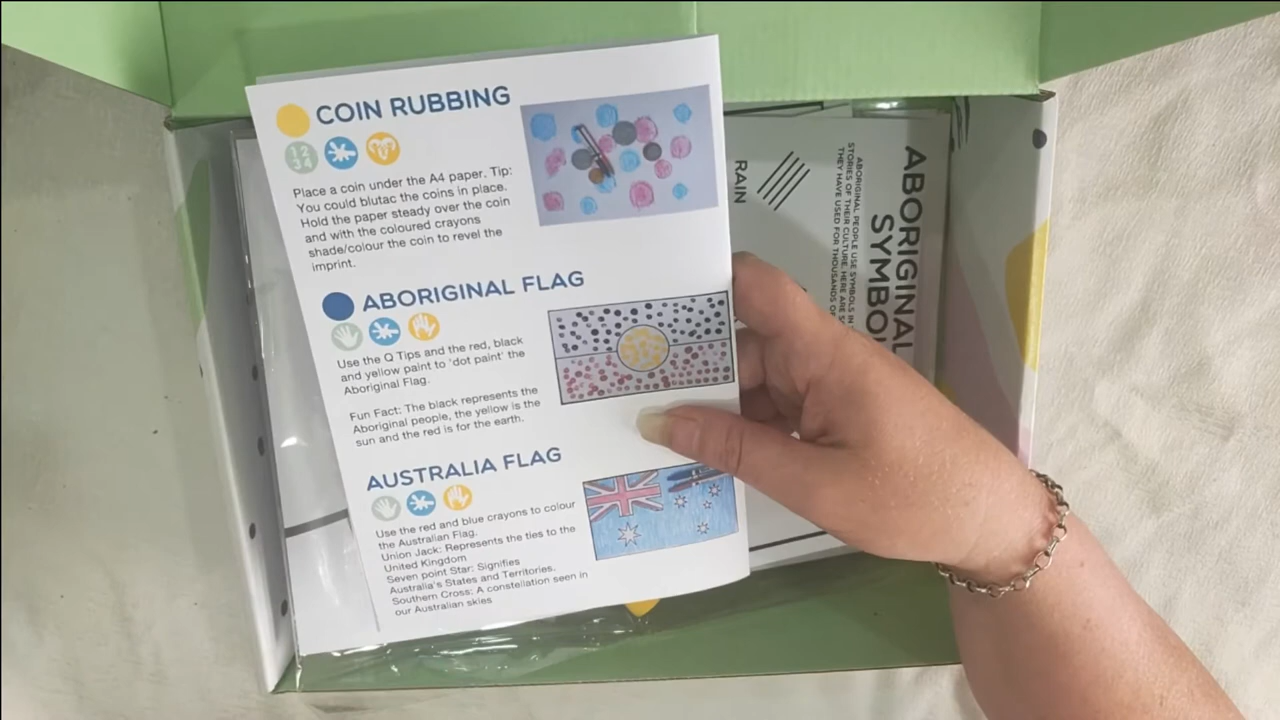 COIN RUBBING
12
34
Place a coin under the A4 paper. Tip:
You could blutac the coins in place.
Hold the paper steady over the coin
and with the coloured crayons
shade/colour the coin to revel the
imprint.
ABORIGINAL FLAG
Use the Q Tips and the red, black
and yellow paint to 'dot paint' the
Aboriginal Flag.
Fun Fact: The black represents the
Aboriginal people, the yellow is the
sun and the red is for the earth.
AUSTRALIA FLAG
Use the red and blue crayons to colour
the Australian Flag.
Union Jack: Represents the ties to the
United Kingdom
Seven point Star: Signifies
Australia's States and Territories.
Southern Cross: A constellation seen in
our Australian skies
ABORIGINAL
SYMBO
ABORIGINAL PEOPLE USE SYMBOLS IN
STORIES OF THEIR CULTURE. HERE ARE S
THEY HAVE USED FOR THOUSANDS OF
RAIN